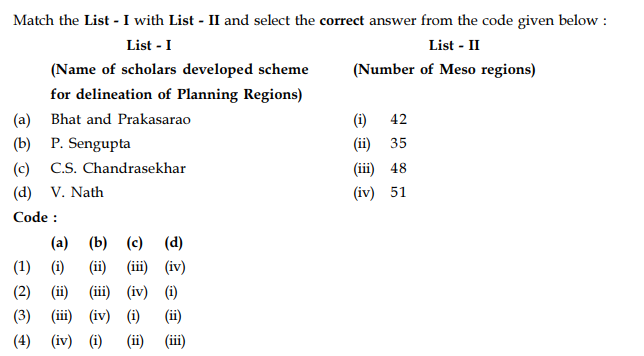 Match the List - I with List - II and select the correct answer from the code given below :
List - I List - II
(Name of scholars developed scheme (Number of Meso regions)
for delineation of Planning Regions)
(a) Bhat and Prakasarao (i) 42
(b) P. Sengupta (ii) 35
(c) C.S. Chandrasekhar (iii) 48
(d) V. Nath (iv) 51
Code :
(a) (b) (c) (d)
(1) (i) (ii) (iii) (iv)
(2) (ii) (iii) (iv) (i)
(3) (iii) (iv) (i) (ii)
(4) (iv) (i) (ii) (iii)